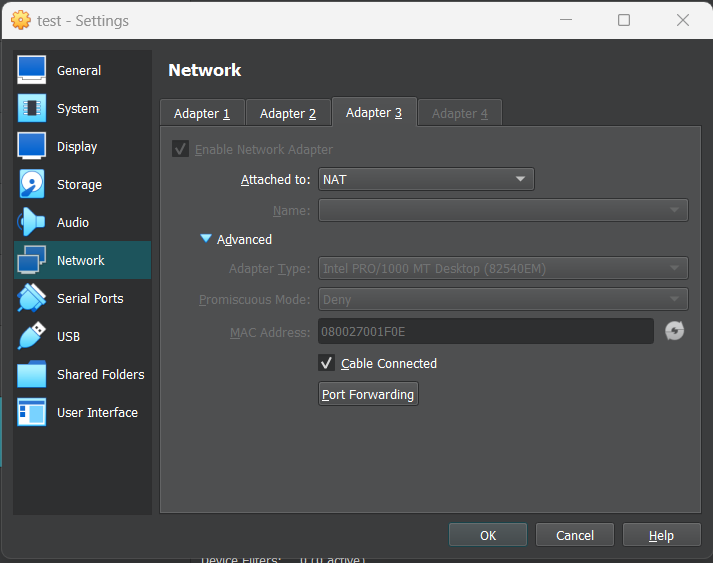 test - Settings
General
System
Display
Storage
Audio
Network
Serial Ports
USB
Shared Folders
User Interface
Network
Adapter 1 Adapter 2 Adapter 3 Adapter 4
Enable Network Adapter
Attached to: NAT
Name:
Advanced
Adapter Type: Intel PRO/1000 MT Desktop (82540EM)
Promiscuous Mode: Deny
MAC Address: 080027001F0E
Cable Connected
Port Forwarding
OK Cancel Help
Device Filters: 0 (0 active)